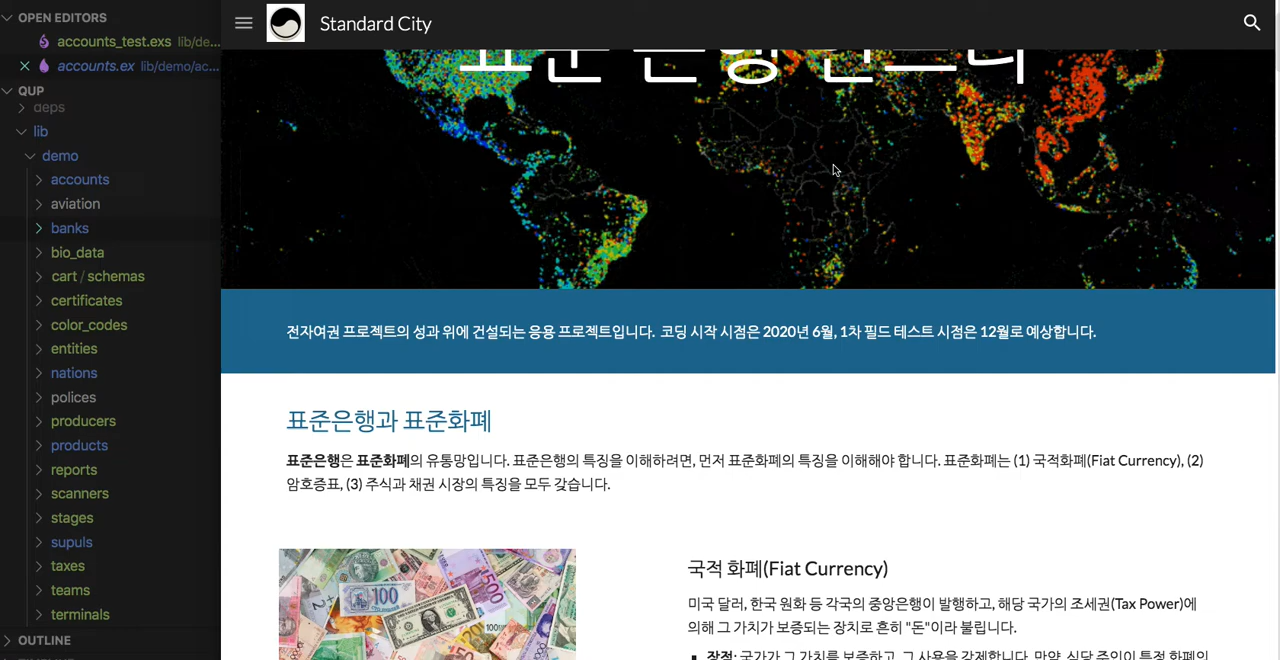 OPEN EDITORS
accounts_test.exs lib/de...
accounts.ex lib/demo/ac...
QUP
deps
lib
demo
accounts
aviation
banks
bio_data
cart / schemas
certificates
color_codes
entities
nations
polices
producers
products
reports
scanners
stages
supuls
taxes
teams
terminals
OUTLINE
Standard City
표준 은행
전자여권 프로젝트의 성과 위에 건설되는 응용 프로젝트입니다. 코딩 시작 시점은 2020년 6월, 1차 필드 테스트 시점은 12월로 예상합니다.
표준은행과 표준화폐
표준은행은 표준화폐의 유통망입니다. 표준은행의 특징을 이해하려면, 먼저 표준화폐의 특징을 이해해야 합니다. 표준화폐는 (1) 국적화폐(Fiat Currency), (2)
암호증표, (3) 주식과 채권 시장의 특징을 모두 갖습니다.
국적 화폐(Fiat Currency)
미국 달러, 한국 원화 등 각국의 중앙은행이 발행하고, 해당 국가의 조세권(Tax Power)에
의해 그 가치가 보증되는 장치로 흔히 "돈"이라 불립니다.
장점: 국가가 그 가치를 보증하고, 그 사용을 강제합니다. 만약, 식당 주인이 특정 화폐의